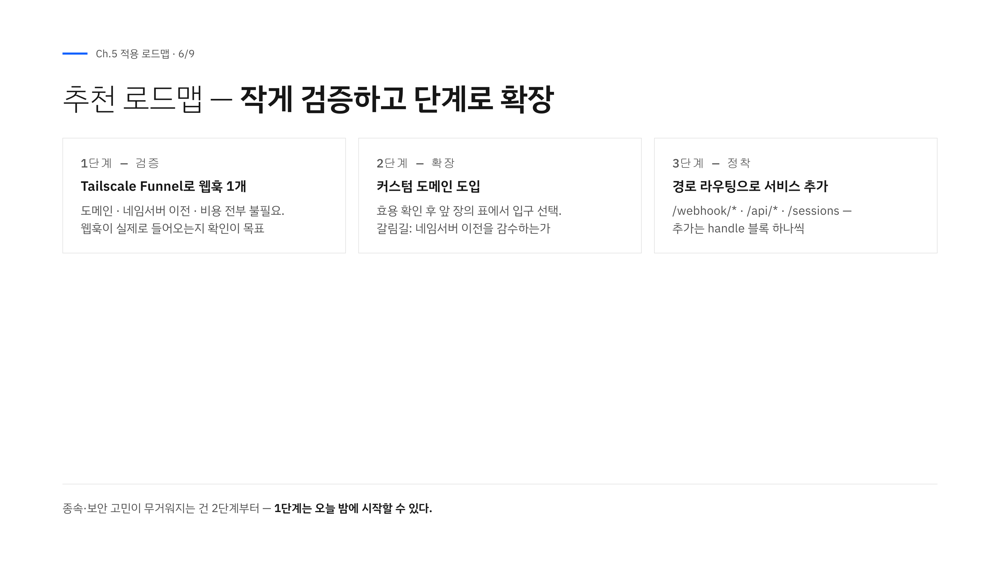 Ch.5 적용 로드맵 · 6/9
추천 로드맵 — 작게 검증하고 단계로 확장
1단계 — 검증
Tailscale Funnel로 웹훅 1개
도메인 · 네임서버 이전 · 비용 전부 불필요.
웹훅이 실제로 들어오는지 확인이 목표
2단계 — 확장
커스텀 도메인 도입
효용 확인 후 앞 장의 표에서 입구 선택.
갈림길: 네임서버 이전을 감수하는가
3단계 — 정착
경로 라우팅으로 서비스 추가
/webhook/* · /api/* · /sessions —
추가는 handle 블록 하나씩
종속·보안 고민이 무거워지는 건 2단계부터 — 1단계는 오늘 밤에 시작할 수 있다.